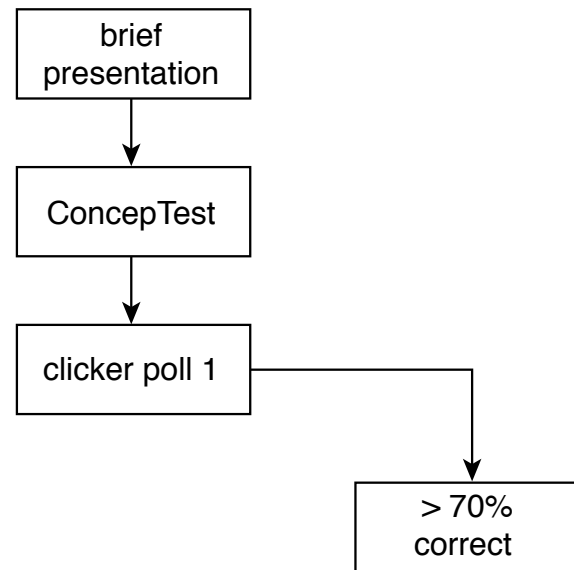 brief
presentation
ConcepTest
clicker poll 1
> 70%
correct